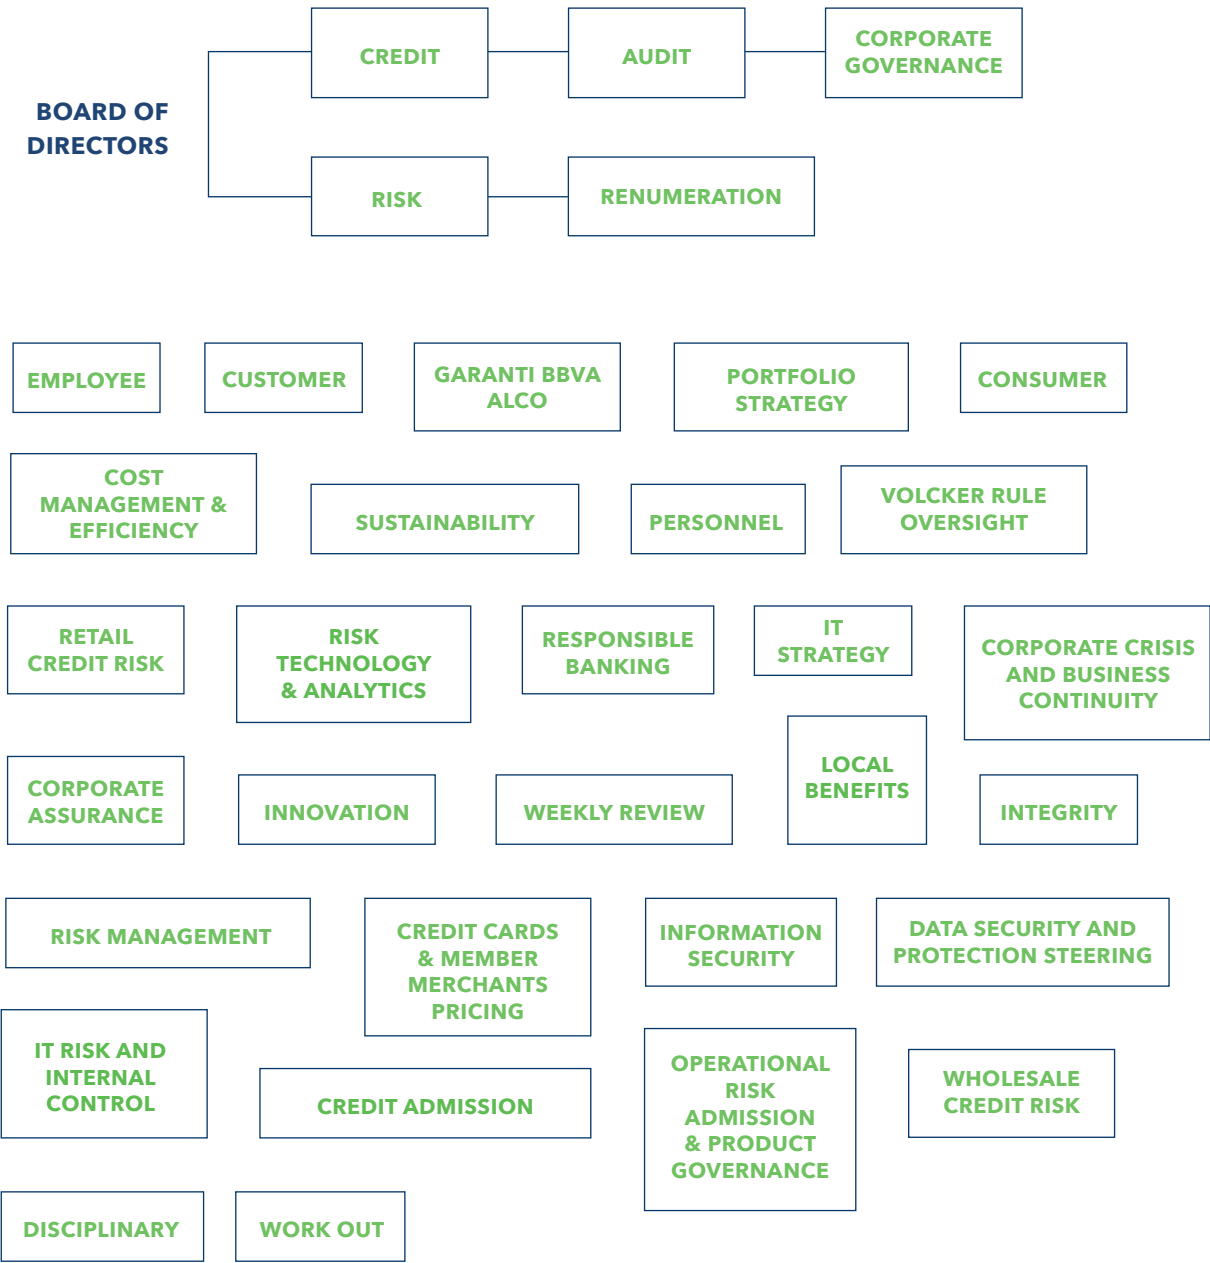 BOARD OF
DIRECTORS
CREDIT
AUDIT
CORPORATE
GOVERNANCE
RISK
RENUMERATION
EMPLOYEE
CUSTOMER
GARANTI BBVA
ALCO
PORTFOLIO
STRATEGY
CONSUMER
COST
MANAGEMENT &
EFFICIENCY
SUSTAINABILITY
PERSONNEL
VOLCKER RULE
OVERSIGHT
RETAIL
CREDIT RISK
RISK
TECHNOLOGY
& ANALYTICS
RESPONSIBLE
BANKING
IT
STRATEGY
CORPORATE CRISIS
AND BUSINESS
CONTINUITY
CORPORATE
ASSURANCE
INNOVATION
WEEKLY REVIEW
LOCAL
BENEFITS
INTEGRITY
RISK MANAGEMENT
CREDIT CARDS
& MEMBER
MERCHANTS
PRICING
INFORMATION
SECURITY
DATA SECURITY AND
PROTECTION STEERING
IT RISK AND
INTERNAL
CONTROL
CREDIT ADMISSION
OPERATIONAL
RISK
ADMISSION
& PRODUCT
GOVERNANCE
WHOLESALE
CREDIT RISK
DISCIPLINARY
WORK OUT